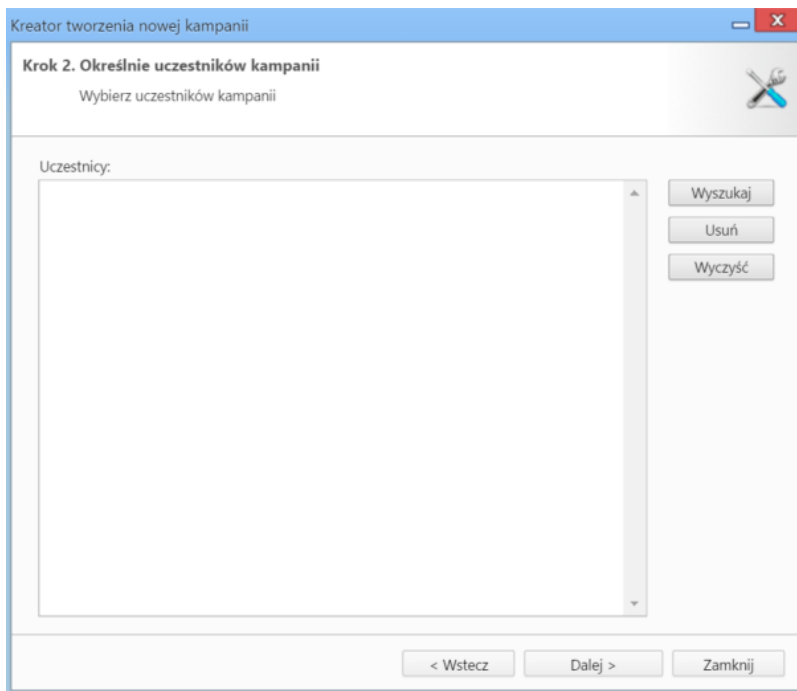 Kreator tworzenia nowej kampanii
Krok 2. Określnie uczestników kampanii
Wybierz uczestników kampanii
Uczestnicy:
Wyszukaj
Usuń
Wyczyść
< Wstecz
Dalej >
Zamknij